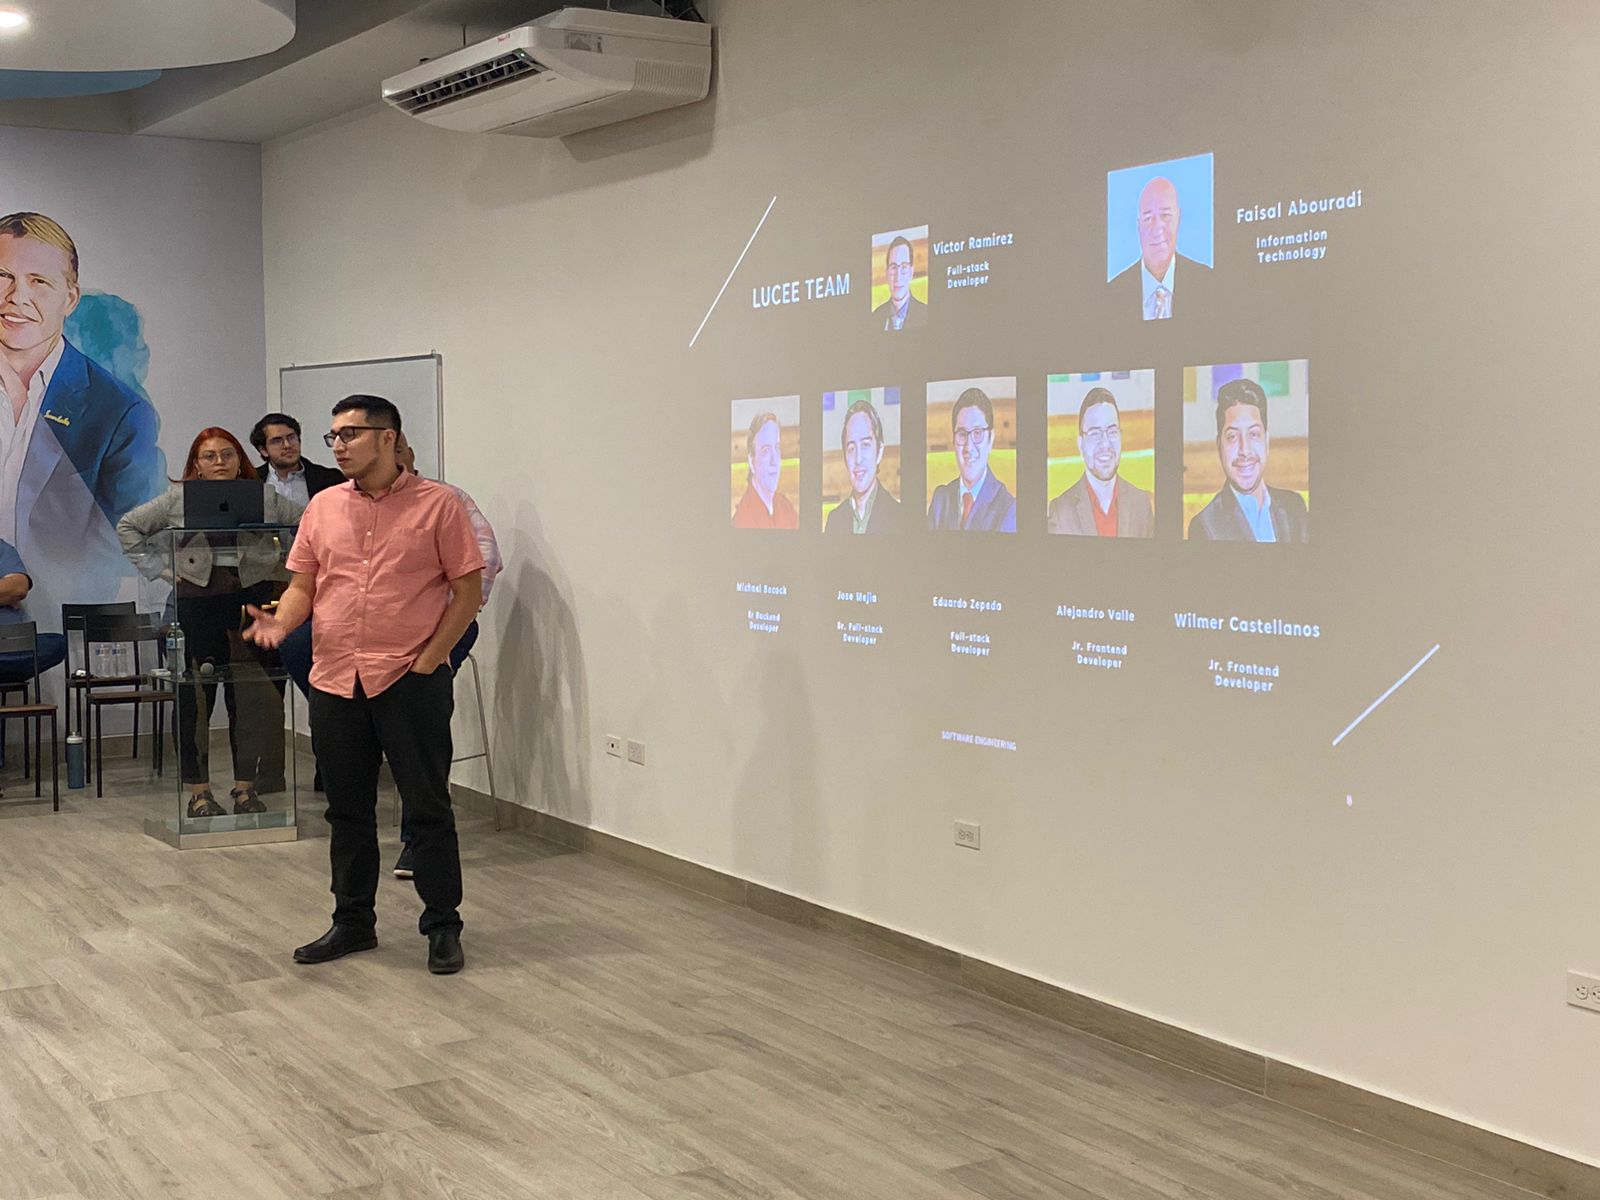 LUCEE TEAM
Victor Ramirez
Full-stack
Developer
Faisal Abouradi
Information
Technology
Michael Bocock
Sr Backend
Developer
Jose Mejia
Sr. Full-stack
Developer
Eduardo Zepeda
Full-stack
Developer
Alejandro Valle
Jr. Frontend
Developer
Wilmer Castellanos
Jr. Frontend
Developer
SOFTWARE ENGINEERING